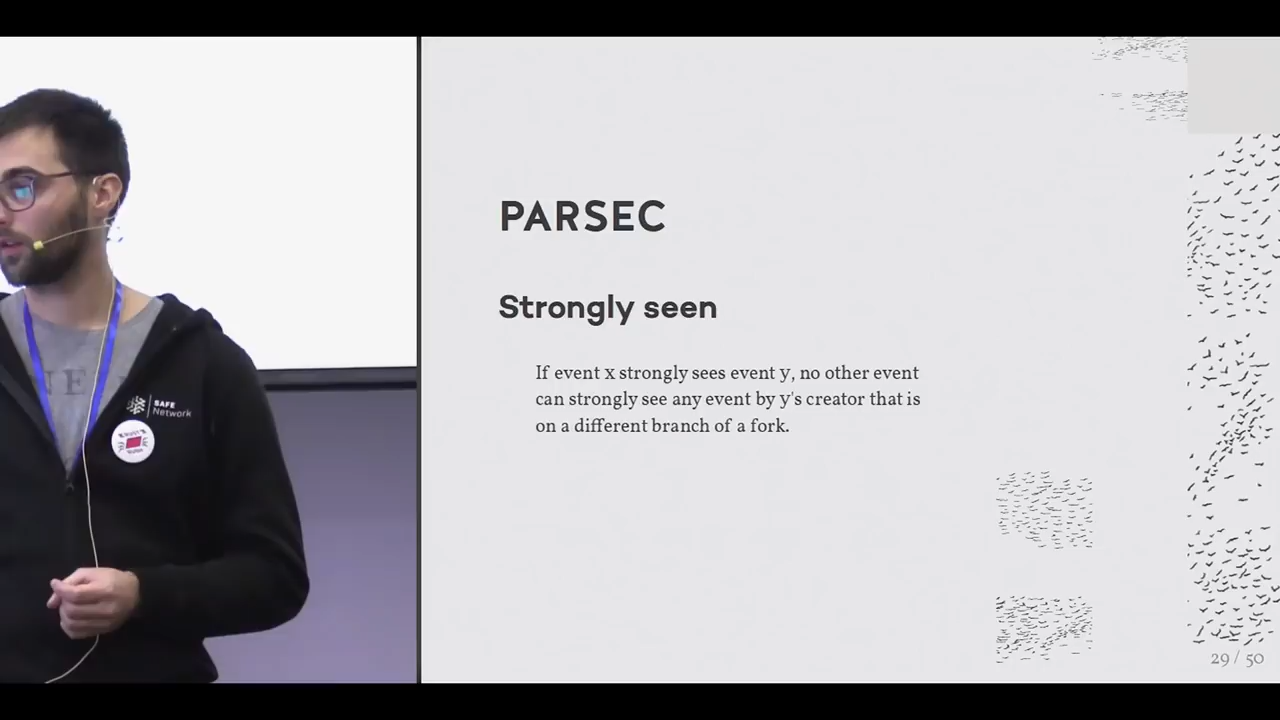 PARSEC
Strongly seen
If event x strongly sees event y, no other event
can strongly see any event by y's creator that is
on a different branch of a fork.
29 / 50
SAFE
Network